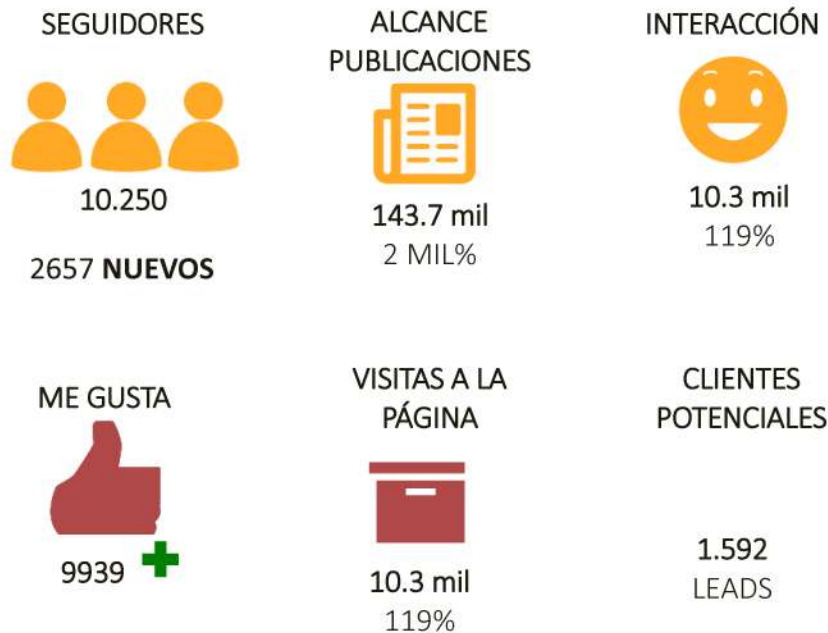 SEGUIDORES
10.250
2657 NUEVOS
ALCANCE
PUBLICACIONES
143.7 mil
2 MIL%
INTERACCIÓN
10.3 mil
119%
ME GUSTA
9939
VISITAS A LA
PÁGINA
10.3 mil
119%
CLIENTES
POTENCIALES
1.592
LEADS